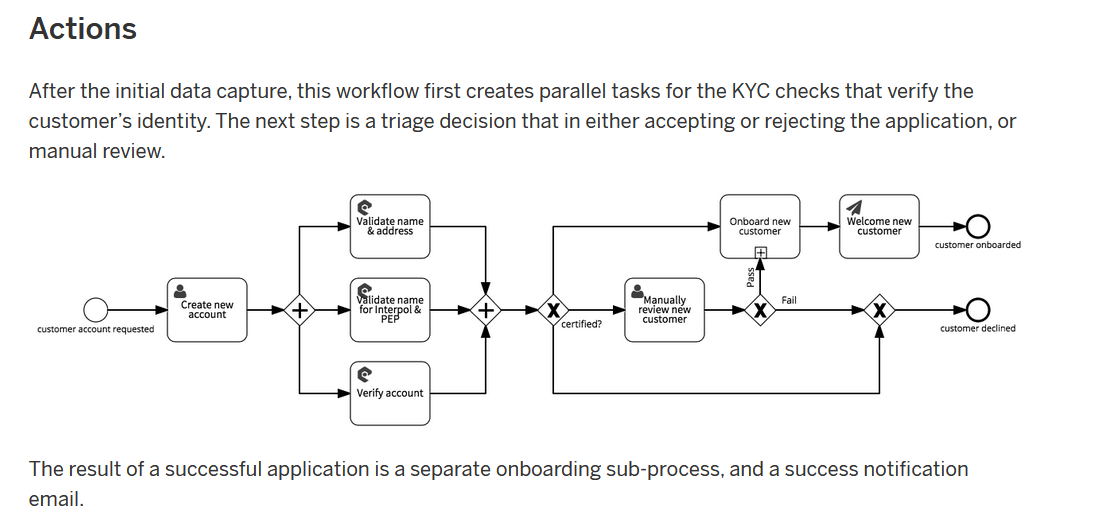 Actions
After the initial data capture, this workflow first creates parallel tasks for the KYC checks that verify the
customer’s identity. The next step is a triage decision that in either accepting or rejecting the application, or
manual review.
Validate name
& address
Onboard new
customer
Welcome new
customer
customer onboarded
Create new
account
customer account requested
Validate name
for Interpol &
PEP
certified?
Manually
review new
customer
Pass
Fail
customer declined
Verify account
The result of a successful application is a separate onboarding sub-process, and a success notification
email.